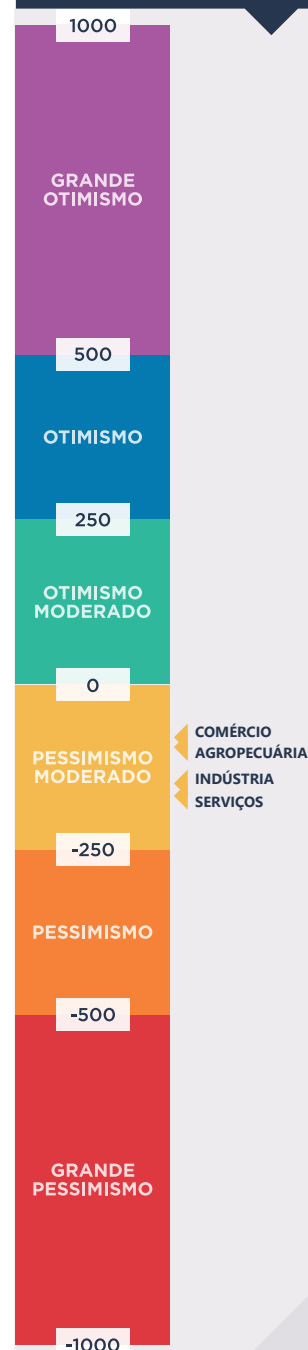 1000
GRANDE
OTIMISMO
500
OTIMISMO
250
OTIMISMO
MODERADO
0
COMÉRCIO
AGROPECUÁRIA
PESSIMISMO
MODERADO
INDÚSTRIA
SERVIÇOS
-250
PESSIMISMO
-500
GRANDE
PESSIMISMO
-1000